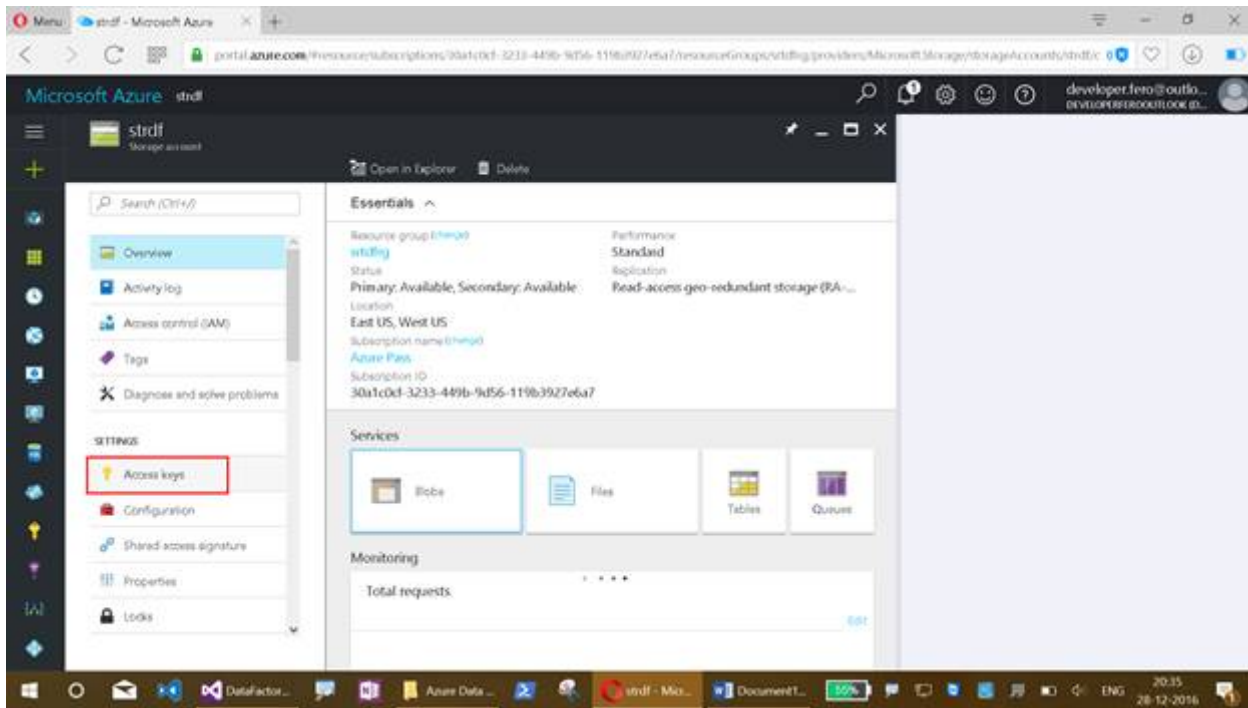 Menu
strdf - Microsoft Azure
Microsoft Azure strdf
developer.fero@outlo...
strdf
Storage account
Open in Explorer
Delete
Search (Ctrl+/)
Overview
Activity log
Access control (IAM)
Tags
Diagnose and solve problems
SETTINGS
Access keys
Configuration
Shared access signature
Properties
Locks
Essentials
Resource group (change)
Status
Primary: Available, Secondary: Available
Location
East US, West US
Subscription name (change)
Azure Pass
Subscription ID
30a1c0cf-3233-449b-9d56-119b3927e6a7
Performance
Standard
Replication
Read-access geo-redundant storage (RA-...
Services
Blobs
Files
Tables
Queues
Monitoring
Total requests
Edit
DataFactor...
Azure Data ...
strdf - Micr...
Document1...
ENG
20:35
28-12-2016